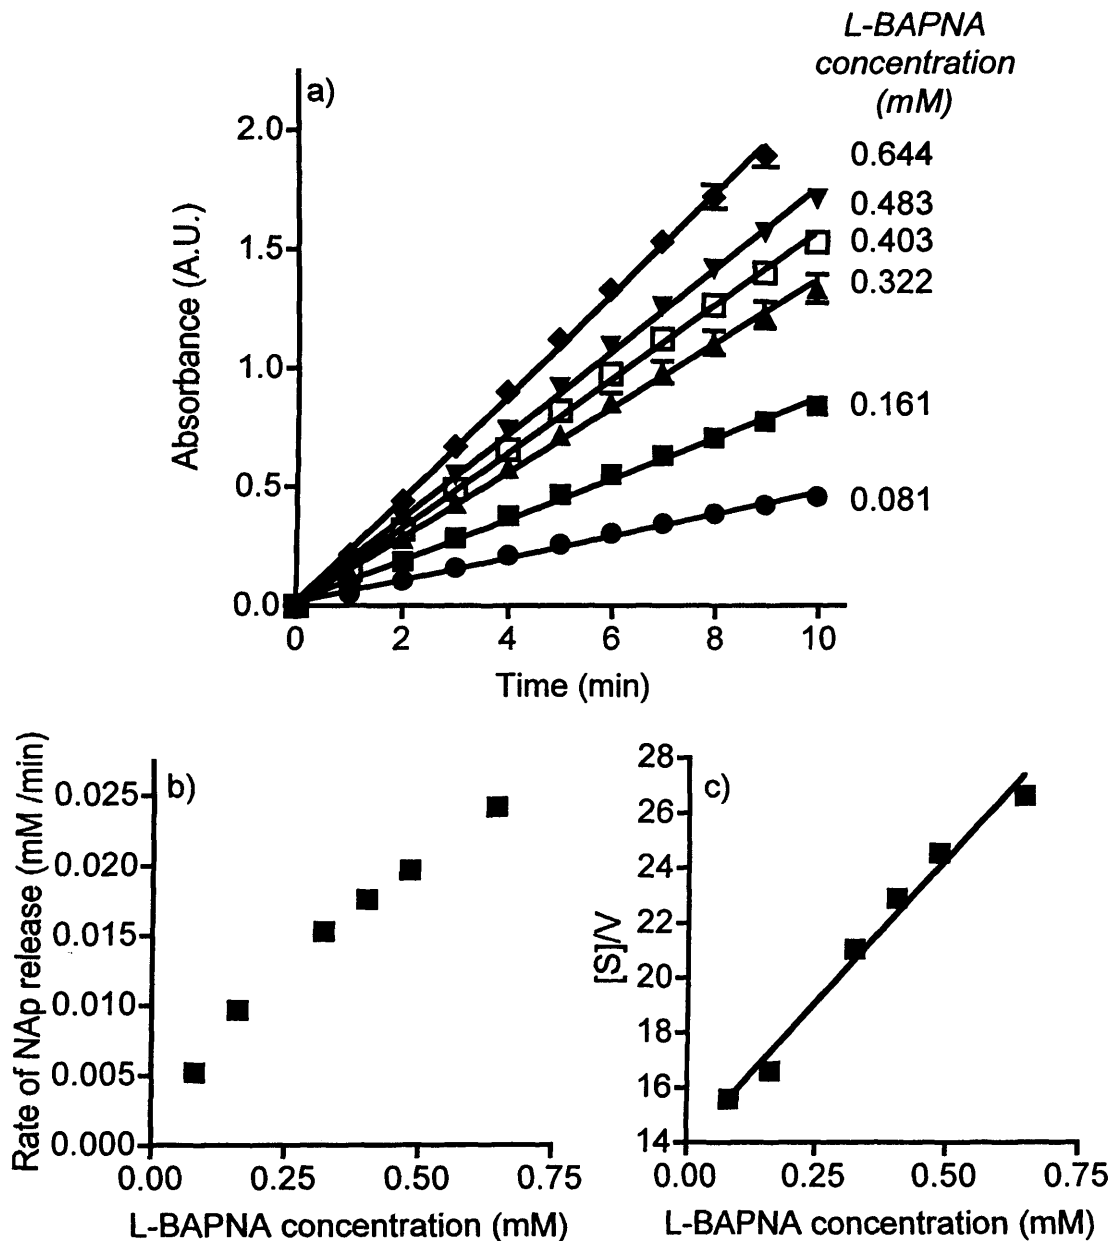 L-BAPNA
concentration
(mM)
a)
2.0
1.5
1.0
0.5
0.0
Absorbance (A.U.)
0.644
0.483
0.403
0.322
0.161
0.081
0 2 4 6 8 10
Time (min)
b)
0.025
0.020
0.015
0.010
0.005
0.000
Rate of NAp release (mM /min)
0.00 0.25 0.50 0.75
L-BAPNA concentration (mM)
c)
28
26
24
22
20
18
16
14
[S]/V
0.00 0.25 0.50 0.75
L-BAPNA concentration (mM)